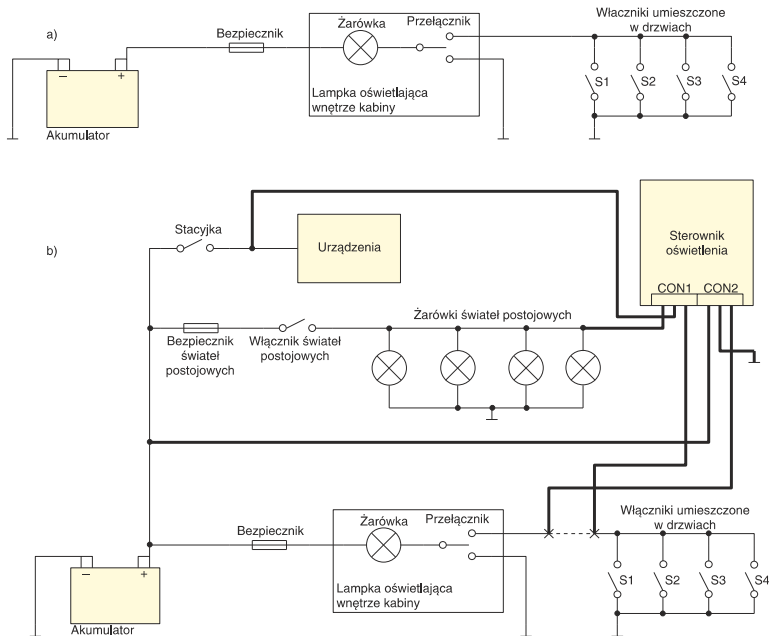 a)
Bezpiecznik
Żarówka
Przełącznik
Właczniki umieszczone
w drzwiach
S1
S2
S3
S4
Lampka oświetlająca
wnętrze kabiny
– +
Akumulator
b)
Stacyjka
Urządzenia
Sterownik
oświetlenia
CON1
CON2
Żarówki świateł postojowych
Bezpiecznik
świateł
postojowych
Włącznik świateł
postojowych
Bezpiecznik
Żarówka
Przełącznik
Włączniki umieszczone
w drzwiach
S1
S2
S3
S4
Lampka oświetlająca
wnętrze kabiny
– +
Akumulator